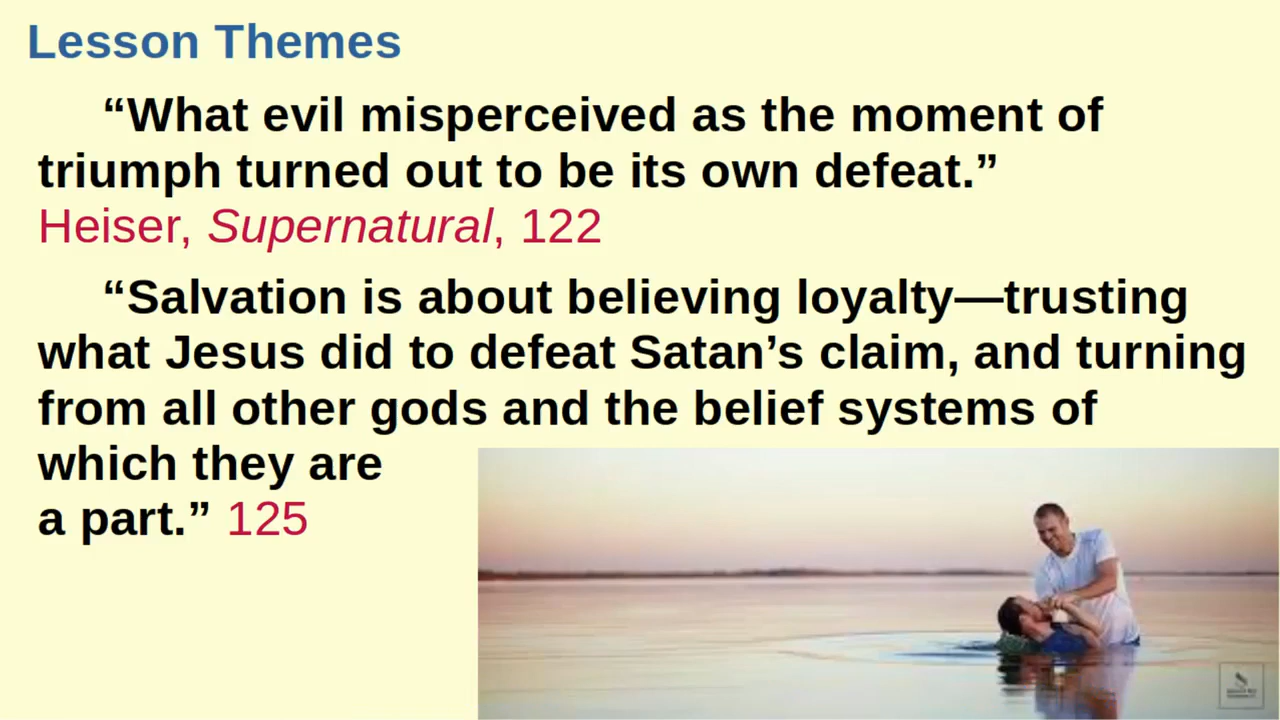 Lesson Themes
“What evil misperceived as the moment of
triumph turned out to be its own defeat.”
Heiser, Supernatural, 122
“Salvation is about believing loyalty—trusting
what Jesus did to defeat Satan’s claim, and turning
from all other gods and the belief systems of
which they are
a part.” 125